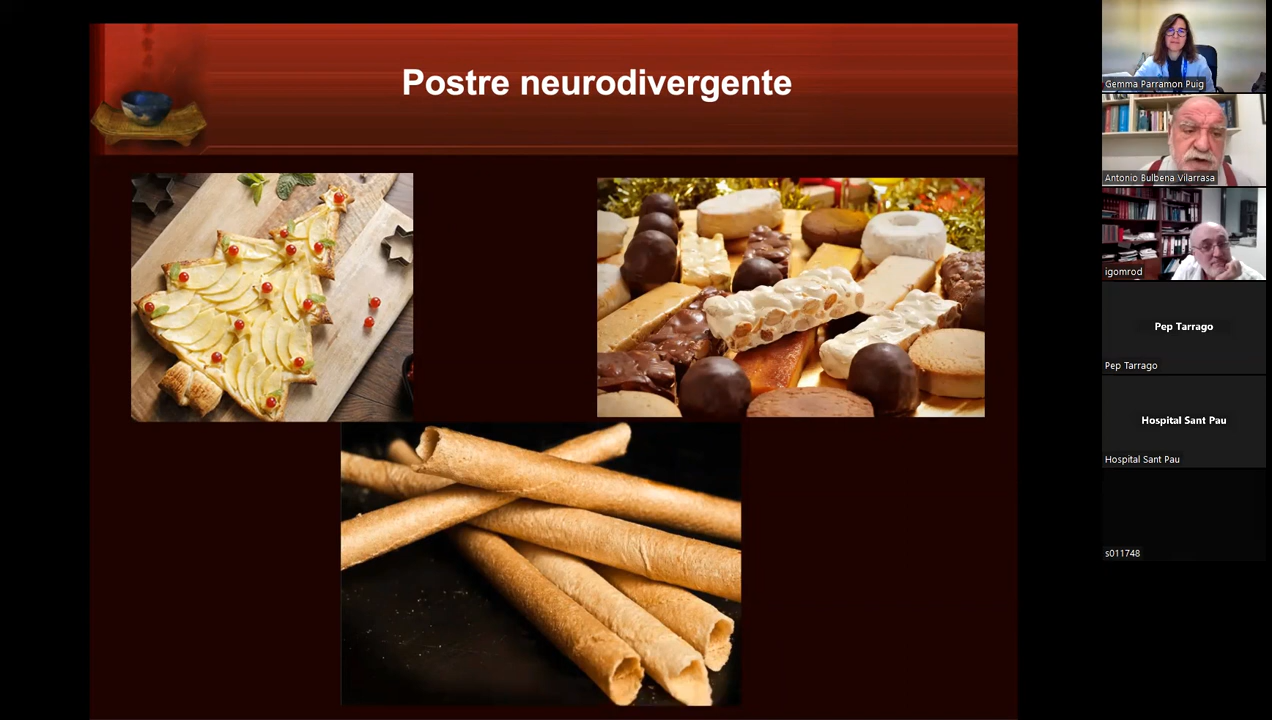 Postre neurodivergente
Gemma Parramon Puig
Antonio Bulbena Vilarrasa
igomrod
Pep Tarrago
Pep Tarrago
Hospital Sant Pau
Hospital Sant Pau
s011748